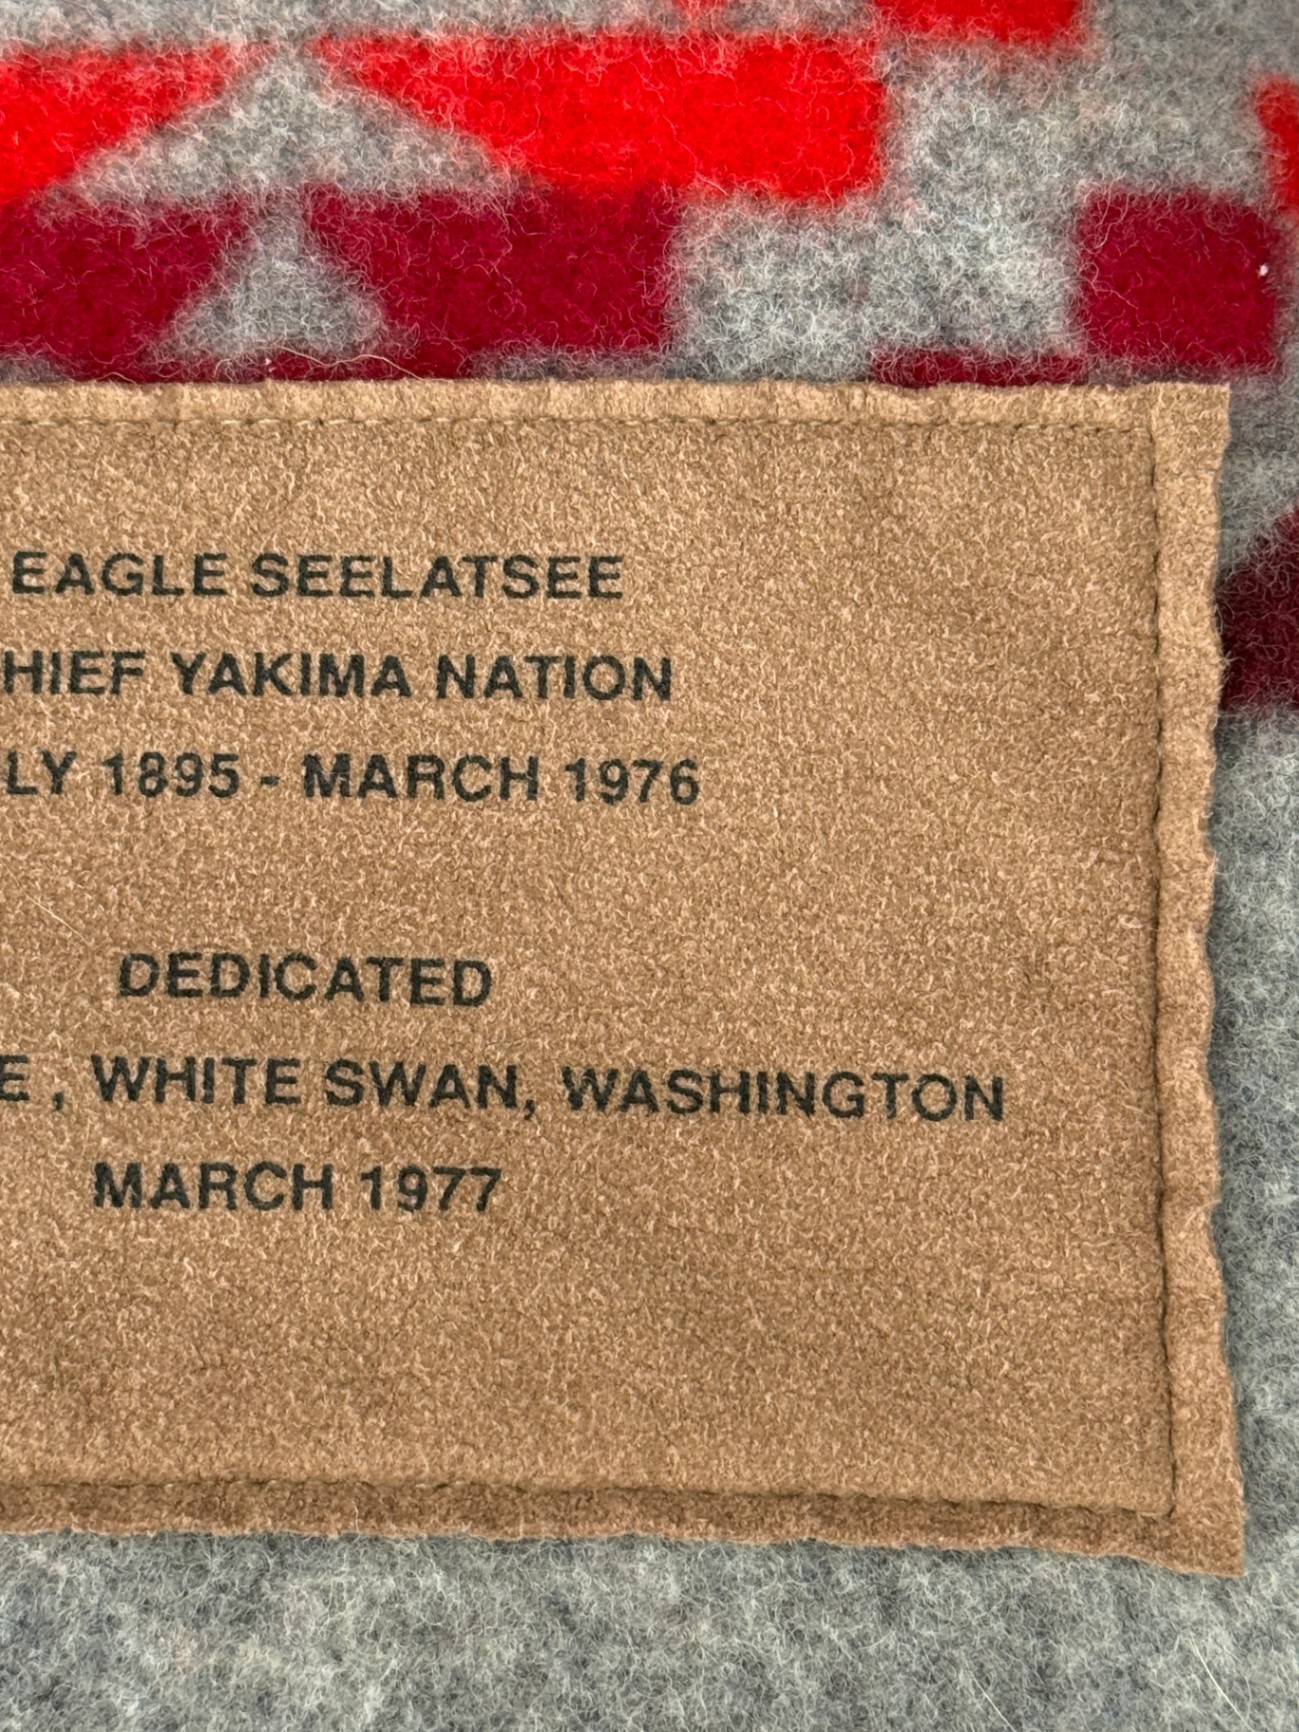 EAGLE SEELATSEE
HIEF YAKIMA NATION
LY 1895 - MARCH 1976
DEDICATED
E , WHITE SWAN, WASHINGTON
MARCH 1977